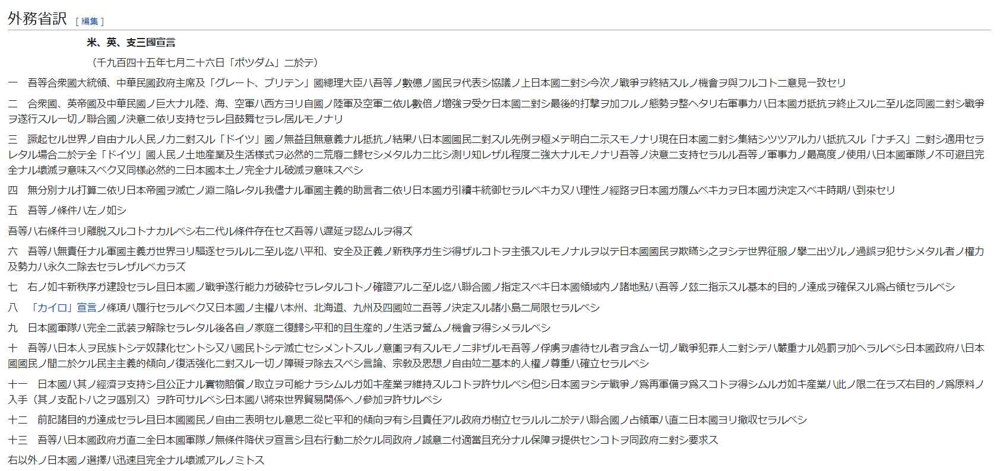 外務省訳 [ 編集 ]
米、英、支三國宣言
（千九百四十五年七月二十六日「ポツダム」ニ於テ）
一　吾等合衆國大統領、中華民國政府主席及「グレート、ブリテン」國總理大臣ハ吾等ノ數億ノ國民ヲ代表シ協議ノ上日本國ニ對シ今次ノ戰爭ヲ終結スルノ機會ヲ與フルコトニ意見一致セリ
二　合衆國、英帝國及中華民國ノ巨大ナル陸、海、空軍ハ西方ヨリ自國ノ陸軍及空軍ニ依ル數倍ノ増強ヲ受ケ日本國ニ對シ最後的打撃ヲ加フルノ態勢ヲ整ヘタリ右軍事力ハ日本國ガ抵抗ヲ終止スルニ至ル迄同國ニ對シ戰爭
ヲ遂行スル一切ノ聯合國ノ決意ニ依リ支持セラレ且鼓舞セラレ居ルモノナリ
三　蹶起セル世界ノ自由ナル人民ノ力ニ對スル「ドイツ」國ノ無益且無意義ナル抵抗ノ結果ハ日本國國民ニ對スル先例ヲ極メテ明白ニ示スモノナリ現在日本國ニ對シ集結シツツアル力ハ抵抗スル「ナチス」ニ對シ適用セラ
レタル場合ニ於テ全「ドイツ」國人民ノ土地産業及生活様式ヲ必然的ニ荒廢ニ歸セシメタル力ニ比シ測リ知レザル程度ニ強大ナルモノナリ吾等ノ決意ニ支持セラルル吾等ノ軍事力ノ最高度ノ使用ハ日本國軍隊ノ不可避且完
全ナル壞滅ヲ意味スベク又同様必然的ニ日本國本土ノ完全ナル破滅ヲ意味スベシ
四　無分別ナル打算ニ依リ日本帝國ヲ滅亡ノ淵ニ陥レタル我儘ナル軍國主義的助言者ニ依リ日本國ガ引續キ統御セラルベキカ又ハ理性ノ經路ヲ日本國ガ履ムベキカヲ日本國ガ決定スベキ時期ハ到來セリ
五　吾等ノ條件ハ左ノ如シ
吾等ハ右條件ヨリ離脱スルコトナカルベシ右ニ代ル條件存在セズ吾等ハ遅延ヲ認ムルヲ得ズ
六　吾等ハ無責任ナル軍國主義ガ世界ヨリ驅逐セラルルニ至ル迄ハ平和、安全及正義ノ新秩序ガ生ジ得ザルコトヲ主張スルモノナルヲ以テ日本國國民ヲ欺瞞シ之ヲシテ世界征服ノ擧ニ出ヅルノ過誤ヲ犯サシメタル者ノ權力
及勢力ハ永久ニ除去セラレザルベカラズ
七　右ノ如キ新秩序ガ建設セラレ且日本國ノ戰爭遂行能力ガ破砕セラレタルコトノ確證アルニ至ル迄ハ聯合國ノ指定スベキ日本國領域内ノ諸地點ハ吾等ノ玆ニ指示スル基本的目的ノ達成ヲ確保スル爲占領セラルベシ
八　「カイロ」宣言ノ條項ハ履行セラルベク又日本國ノ主權ハ本州、北海道、九州及四國竝ニ吾等ノ決定スル諸小島ニ局限セラルベシ
九　日本國軍隊ハ完全ニ武装ヲ解除セラレタル後各自ノ家庭ニ復歸シ平和的且生産的ノ生活ヲ營ムノ機會ヲ得シメラルベシ
十　吾等ハ日本人ヲ民族トシテ奴隷化セントシ又ハ國民トシテ滅亡セシメントスルノ意圖ヲ有スルモノニ非ザルモ吾等ノ俘虜ヲ虐待セル者ヲ含ム一切ノ戰爭犯罪人ニ對シテハ嚴重ナル処罰ヲ加ヘラルベシ日本國政府ハ日本
國國民ノ間ニ於ケル民主主義的傾向ノ復活強化ニ對スル一切ノ障礙ヲ除去スベシ言論、宗教及思想ノ自由竝ニ基本的人權ノ尊重ハ確立セラルベシ
十一　日本國ハ其ノ經濟ヲ支持シ且公正ナル實物賠償ノ取立ヲ可能ナラシムルガ如キ産業ヲ維持スルコトヲ許サルベシ但シ日本國ヲシテ戰爭ノ爲再軍備ヲ爲スコトヲ得シムルガ如キ産業ハ此ノ限ニ在ラズ右目的ノ爲原料ノ
入手（其ノ支配トハ之ヲ區別ス）ヲ許可サルベシ日本國ハ將來世界貿易関係ヘノ參加ヲ許サルベシ
十二　前記諸目的ガ達成セラレ且日本國國民ノ自由ニ表明セル意思ニ從ヒ平和的傾向ヲ有シ且責任アル政府ガ樹立セラルルニ於テハ聯合國ノ占領軍ハ直ニ日本國ヨリ撤収セラルベシ
十三　吾等ハ日本國政府ガ直ニ全日本國軍隊ノ無條件降伏ヲ宣言シ且右行動ニ於ケル同政府ノ誠意ニ付適當且充分ナル保障ヲ提供センコトヲ同政府ニ對シ要求ス
右以外ノ日本國ノ選擇ハ迅速且完全ナル壞滅アルノミトス